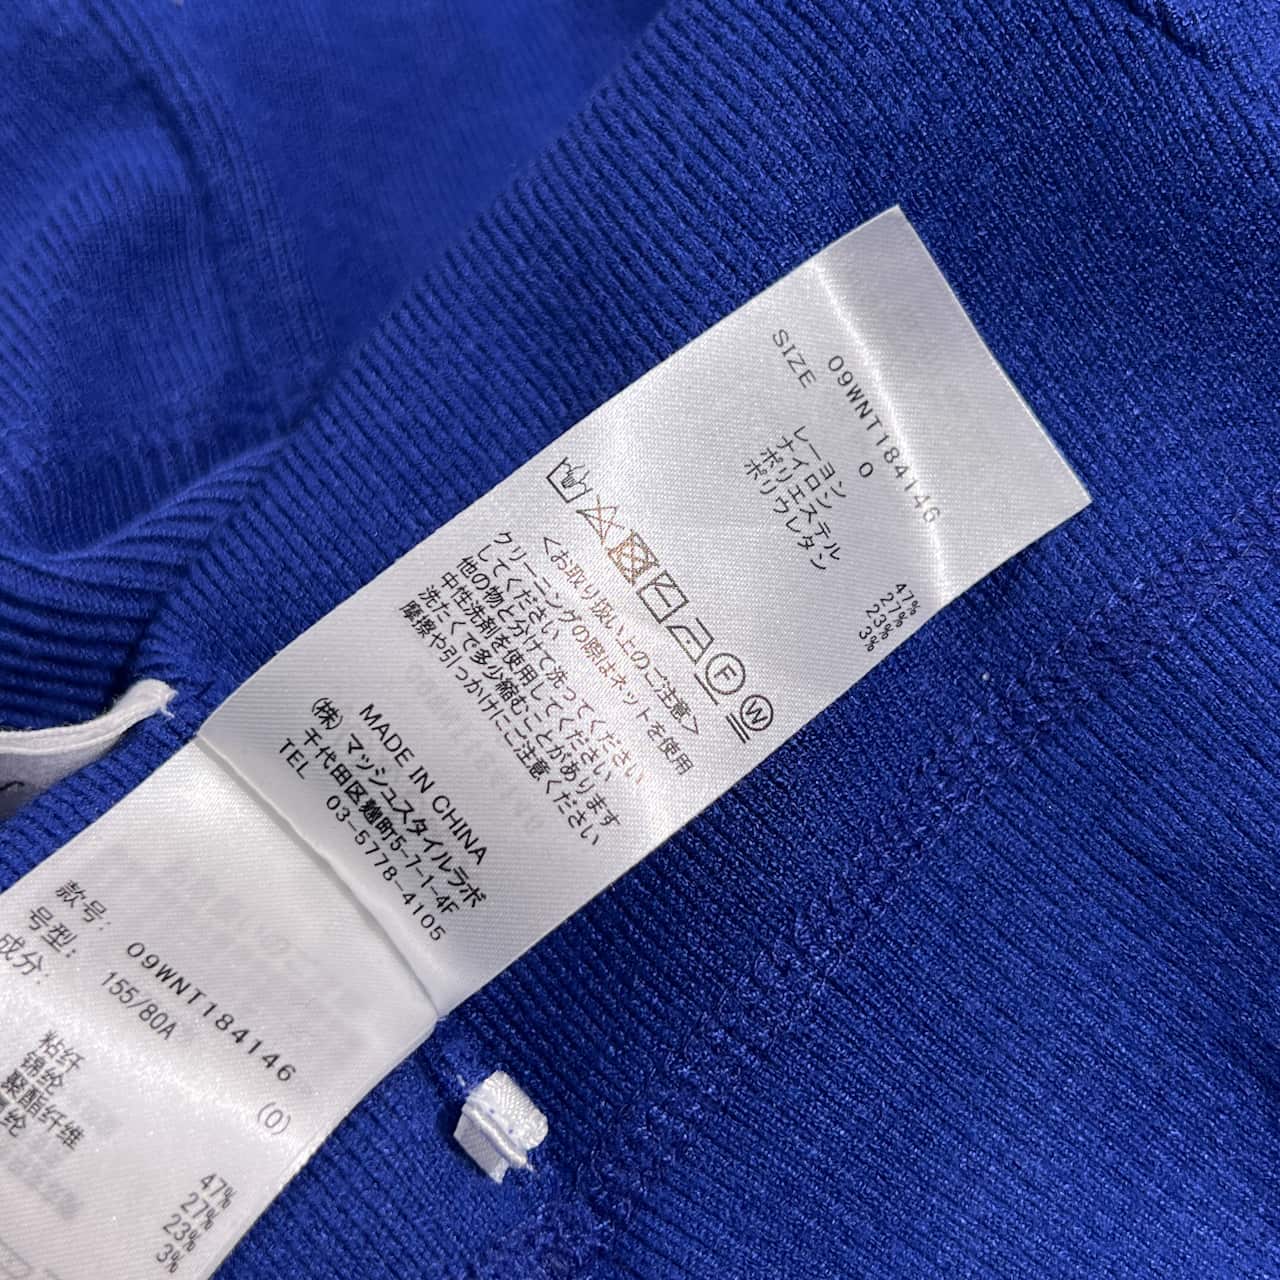 09WNT184146
SIZE 0
レーヨン 47%
ナイロン 27%
ポリエステル 23%
ポリウレタン 3%
F W
<お取り扱い上のご注意>
クリーニングの際はネットを使用
してください
他の物と分けて洗ってください
中性洗剤を使用してください
洗たくで多少縮むことがあります
摩擦や引っかけにご注意ください
MADE IN CHINA
(株)マッシュスタイルラボ
千代田区麹町5-7-1-4F
TEL 03-5778-4105
款号: 09WNT184146
号型: 155/80A (0)
成分:
粘纤 47%
锦纶 27%
聚酯纤维 23%
纶 3%